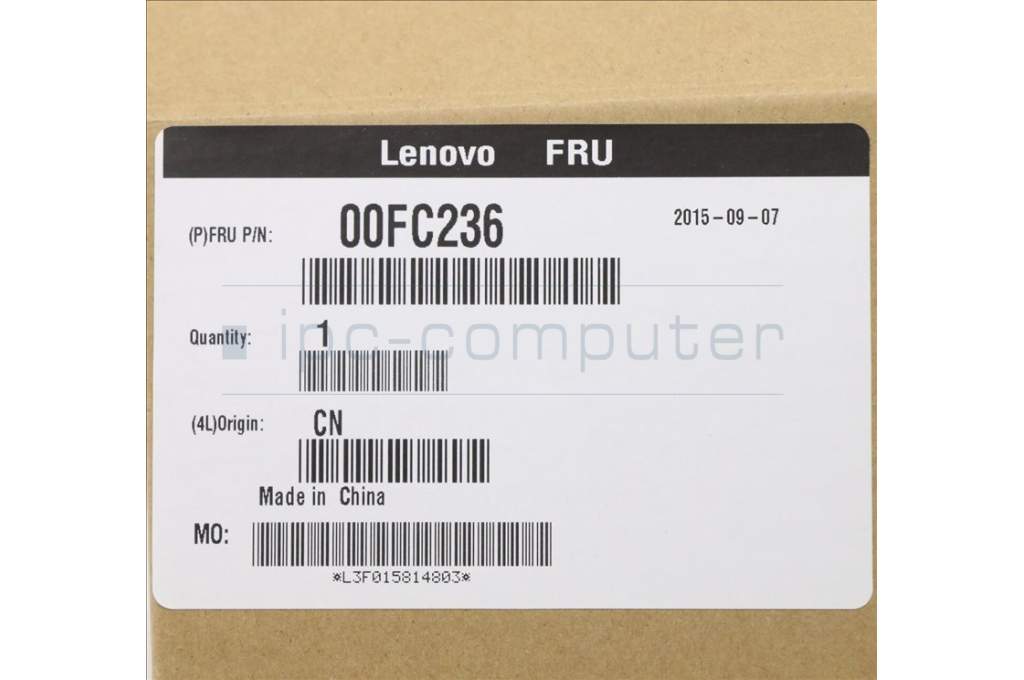 Lenovo FRU
(P)FRU P/N: 00FC236 2015-09-07
Quantity: 1
inc-computer
(4L)Origin: CN
Made in China
MO:
*L3F015814803*